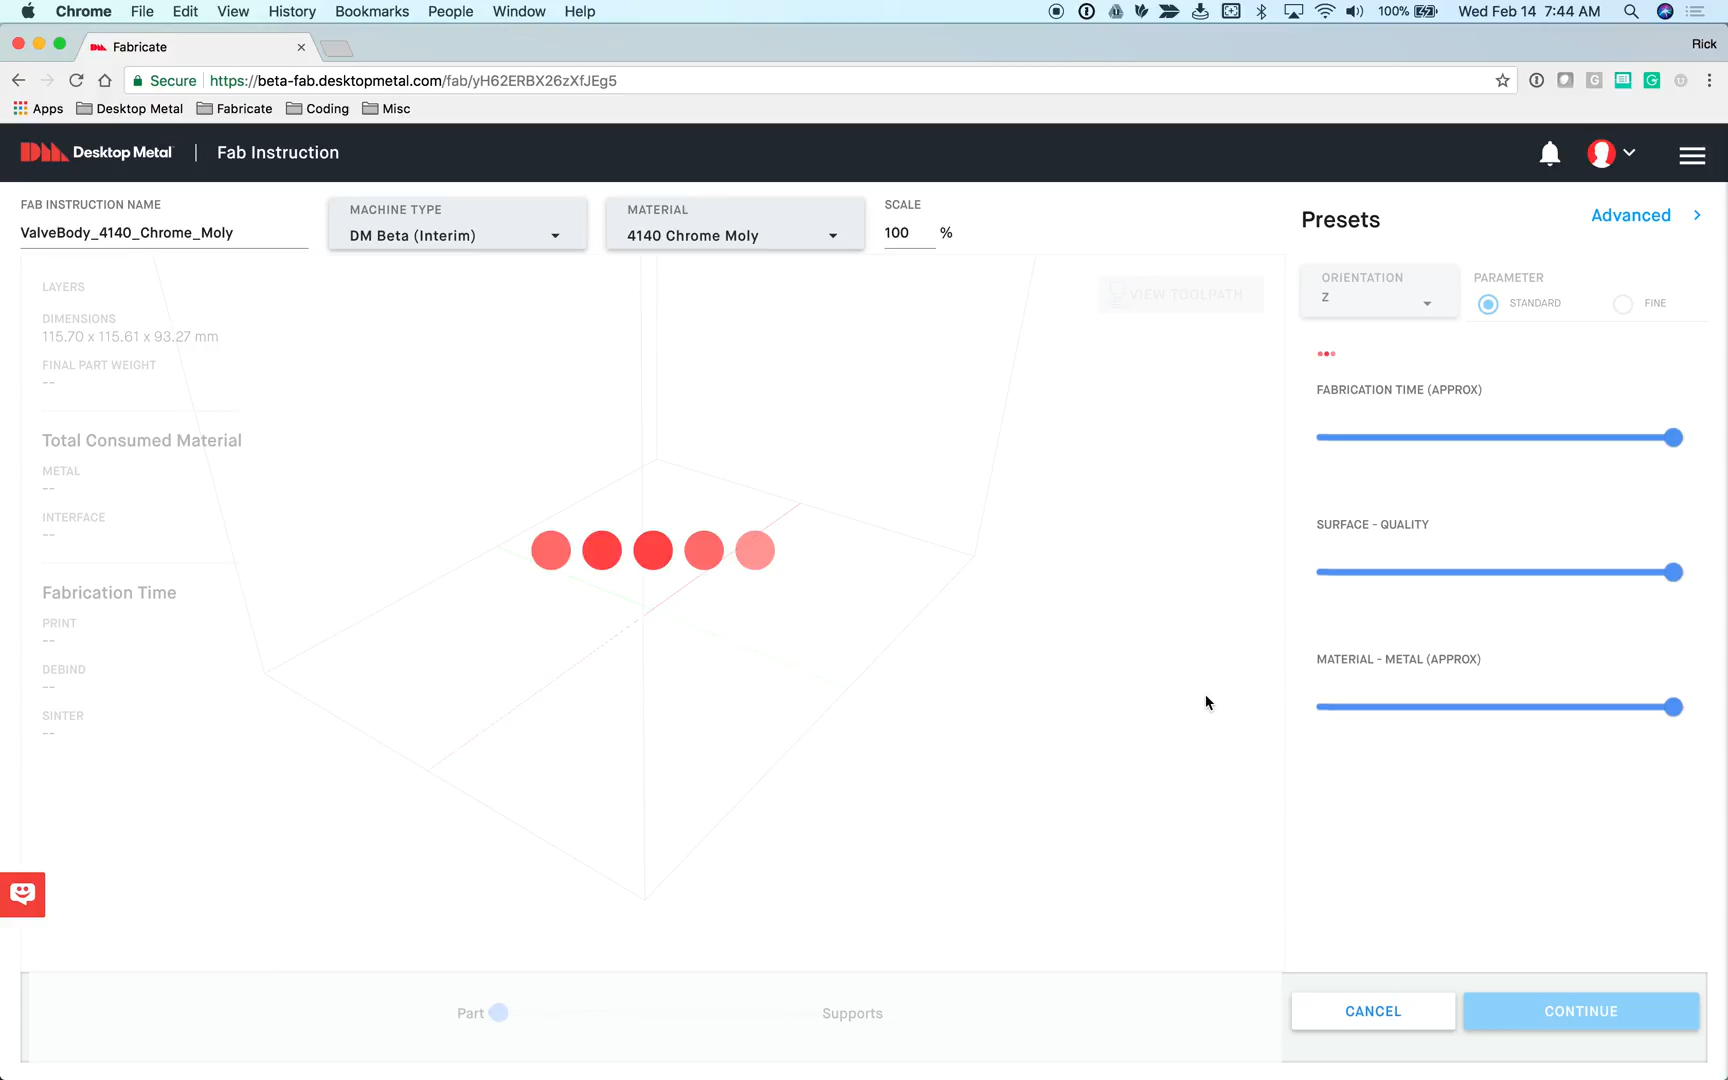 Chrome File Edit View History Bookmarks People Window Help 100% Wed Feb 14 7:44 AM
Fabricate Rick
Secure https://beta-fab.desktopmetal.com/fab/yH62ERBX26zXfJEg5
Apps Desktop Metal Fabricate Coding Misc
Desktop Metal | Fab Instruction
FAB INSTRUCTION NAME
ValveBody_4140_Chrome_Moly
MACHINE TYPE
DM Beta (Interim)
MATERIAL
4140 Chrome Moly
SCALE
100 %
Presets
Advanced
LAYERS
DIMENSIONS
115.70 x 115.61 x 93.27 mm
FINAL PART WEIGHT
--
Total Consumed Material
METAL
--
INTERFACE
--
Fabrication Time
PRINT
--
DEBIND
--
SINTER
--
VIEW TOOLPATH
ORIENTATION
Z
PARAMETER
STANDARD FINE
FABRICATION TIME (APPROX)
SURFACE - QUALITY
MATERIAL - METAL (APPROX)
Part Supports
CANCEL CONTINUE